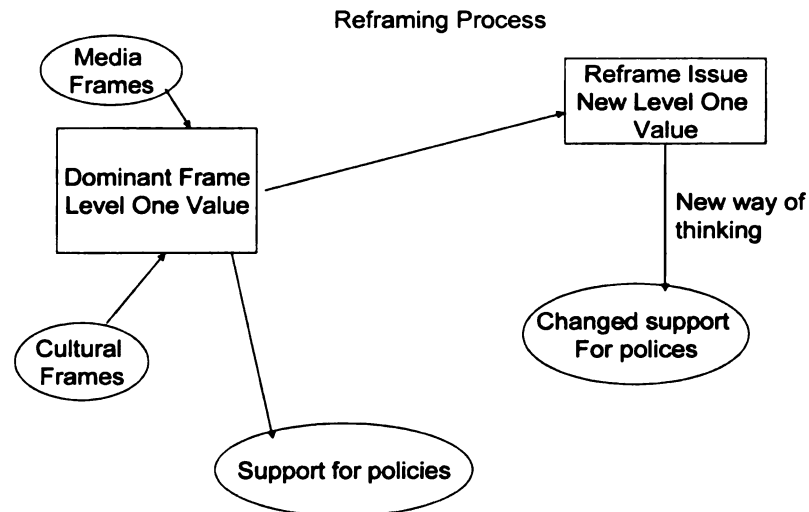 Reframing Process
Media
Frames
Dominant Frame
Level One Value
Cultural
Frames
Support for policies
Reframe Issue
New Level One
Value
New way of
thinking
Changed support
For polices